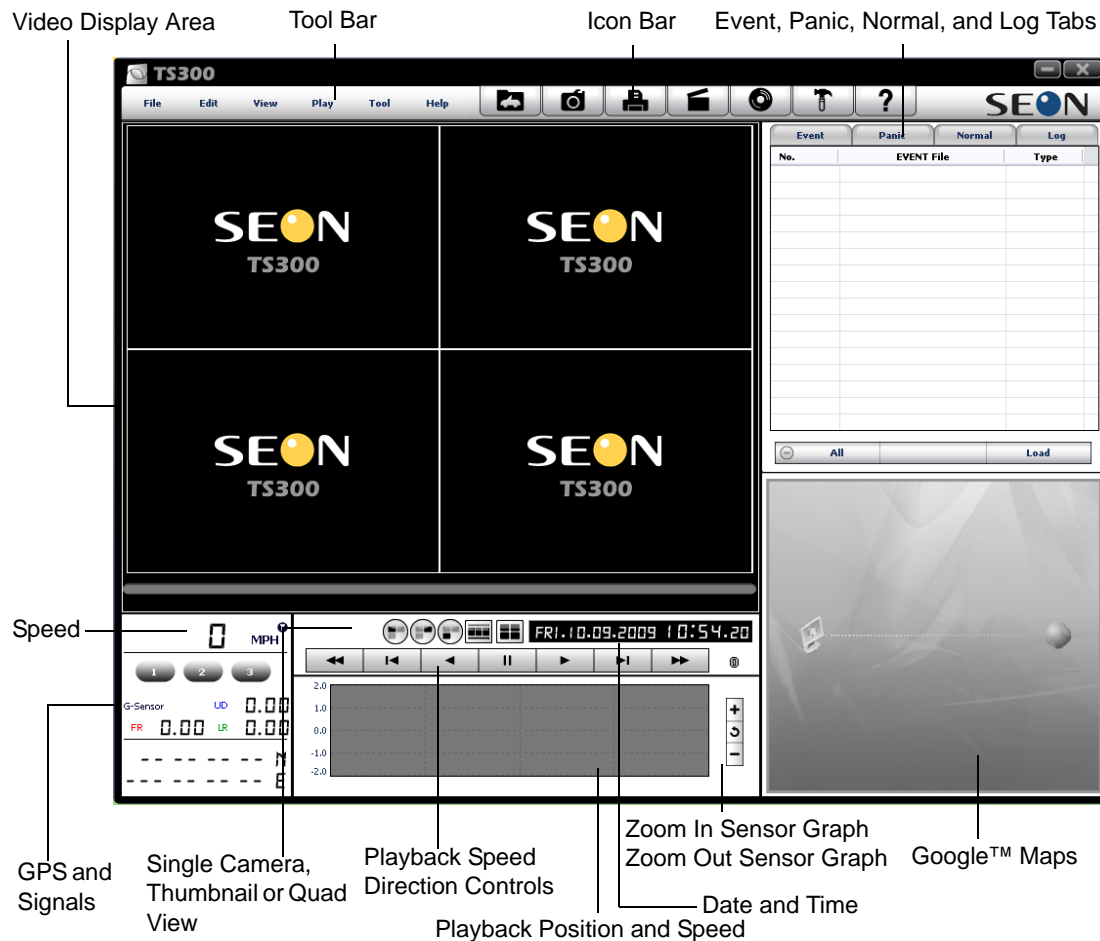 Video Display Area
Tool Bar
Icon Bar
Event, Panic, Normal, and Log Tabs
TS300
File Edit View Play Tool Help
?
SEON
Event Panic Normal Log
No. EVENT File Type
SEON
TS300
SEON
TS300
SEON
TS300
SEON
TS300
All Load
Speed
0 MPH
FRI.10.09.2009 10:54.20
1 2 3
G-Sensor UD 0.00
FR 0.00 LR 0.00
-- -- -- -- -- N
-- -- -- -- -- -- E
2.0
1.0
0.0
-1.0
-2.0
GPS and
Signals
Single Camera,
Thumbnail or Quad
View
Playback Speed
Direction Controls
Zoom In Sensor Graph
Zoom Out Sensor Graph
Google™ Maps
Date and Time
Playback Position and Speed